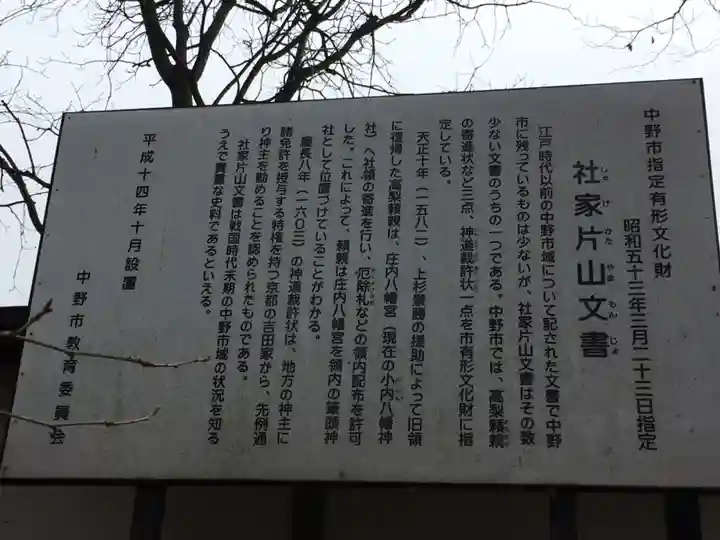 中野市指定有形文化財
昭和五十三年三月二十三日指定
社家片山文書
しゃ け かた やま もん じょ
江戸時代以前の中野市域について記された文書で中野
市に残っているものは少ないが、社家片山文書はその数
少ない文書のうちの一つである。中野市では、高梨頼親
の寄進状など三点、神道裁許状一点を市有形文化財に指
定している。
天正十年（一五八二）、上杉景勝の援助によって旧領
に復帰した高梨頼親は、庄内八幡宮（現在の小内八幡神
社）へ社領の寄進を行い、厄除札などの領内配布を許可
した。これによって、頼親は庄内八幡宮を領内の筆頭神
社として位置づけていることがわかる。
慶長八年（一六〇三）の神道裁許状は、地方の神主に
諸免許を授与する特権を持つ京都の吉田家から、先例通
り神主を勤めることを認められたものである。
社家片山文書は戦国時代末期の中野市域の状況を知る
うえで貴重な史料であるといえる。
平成十四年十月設置
中野市教育委員会